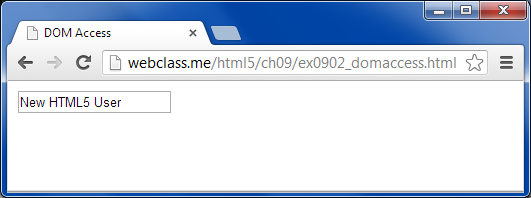 DOM Access
webclass.me/html5/ch09/ex0902_domaccess.html
New HTML5 User